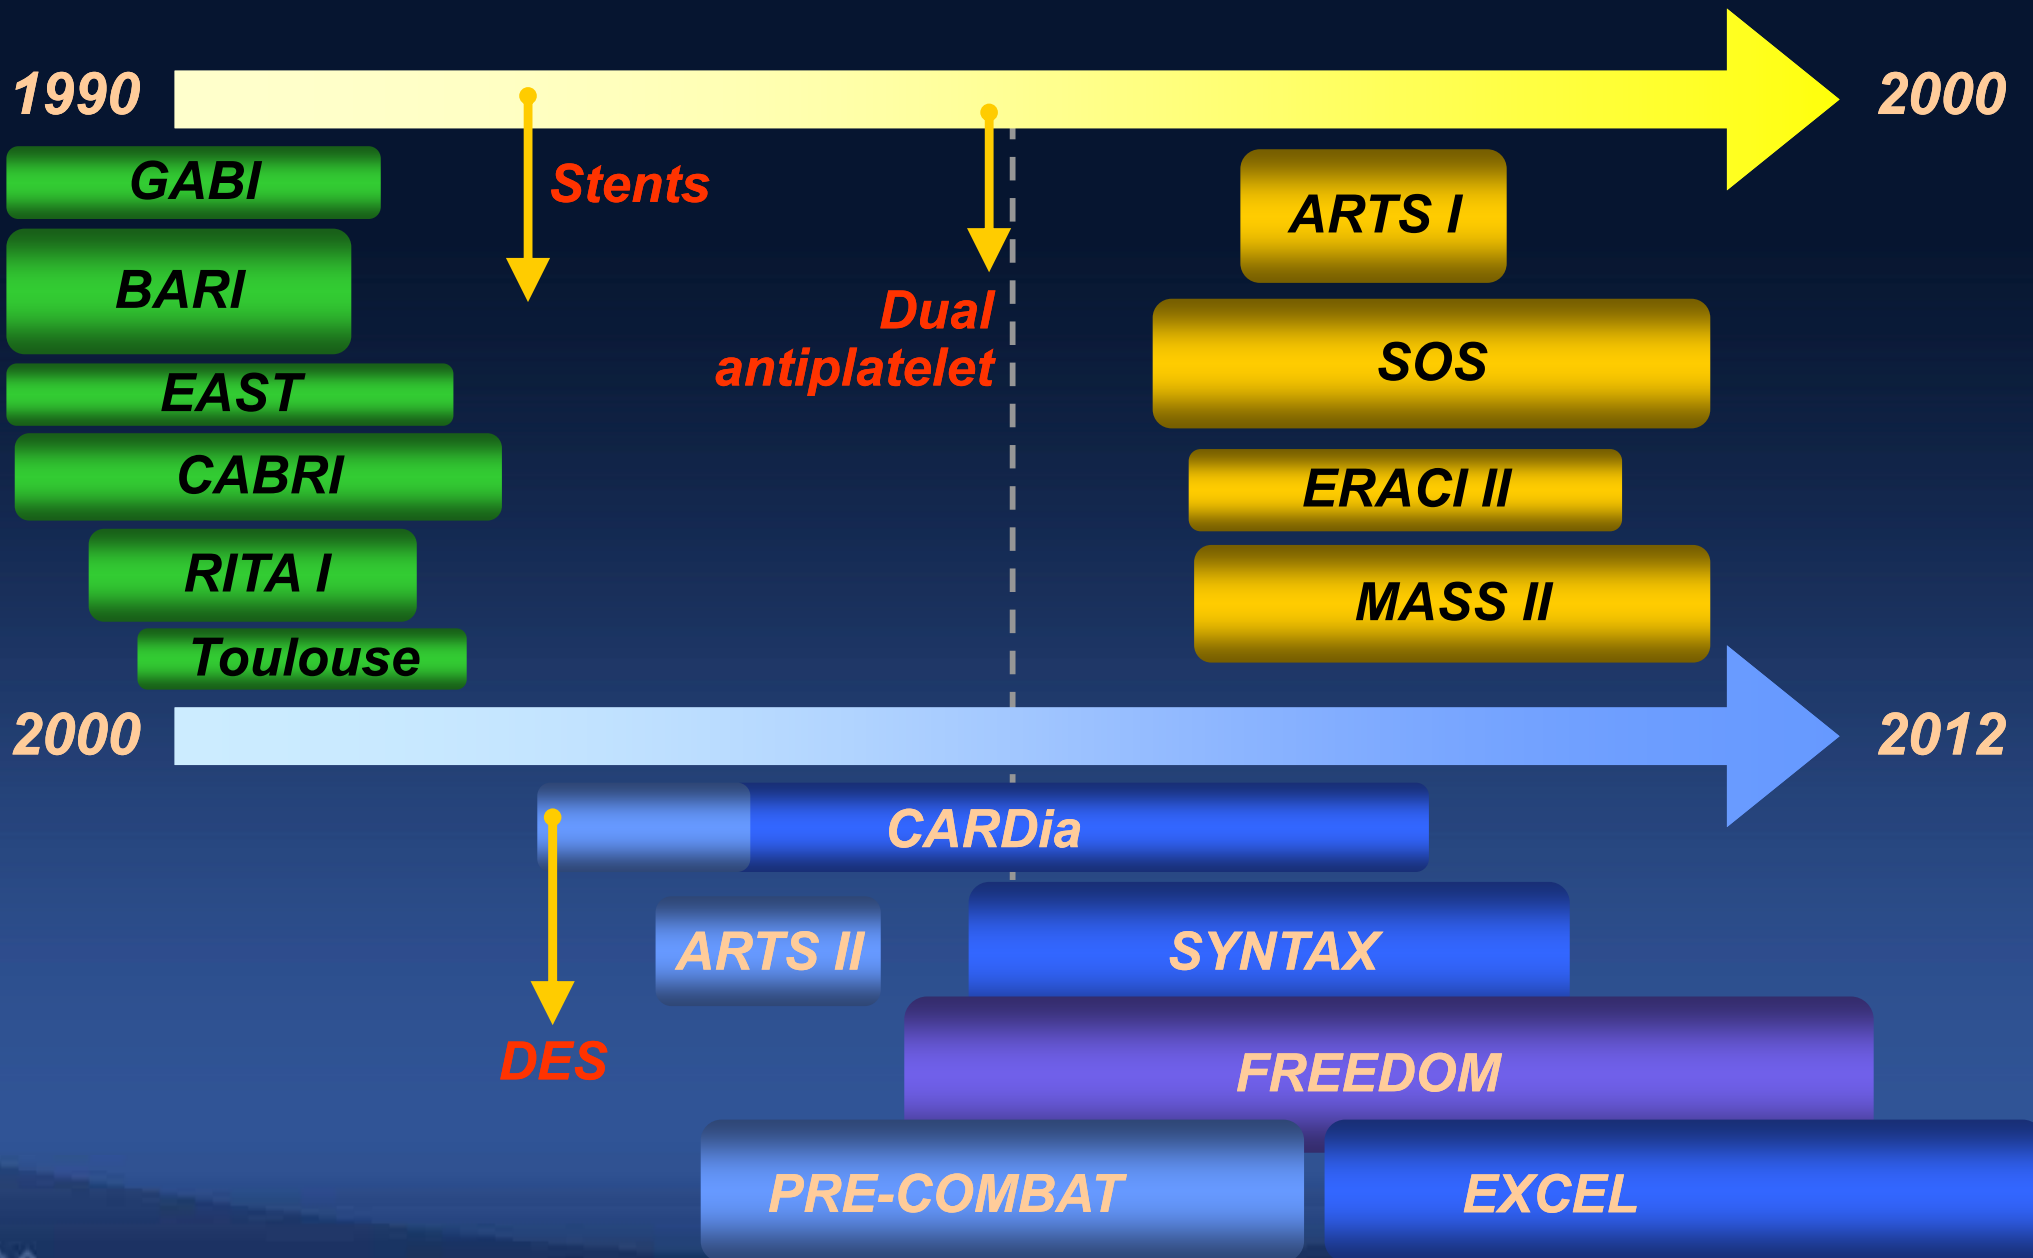 1990
2000
GABI
Stents
ARTS I
BARI
Dual
antiplatelet
SOS
EAST
CABRI
ERACI II
RITA I
MASS II
Toulouse
2000
2012
CARDia
ARTS II
SYNTAX
DES
FREEDOM
PRE-COMBAT
EXCEL